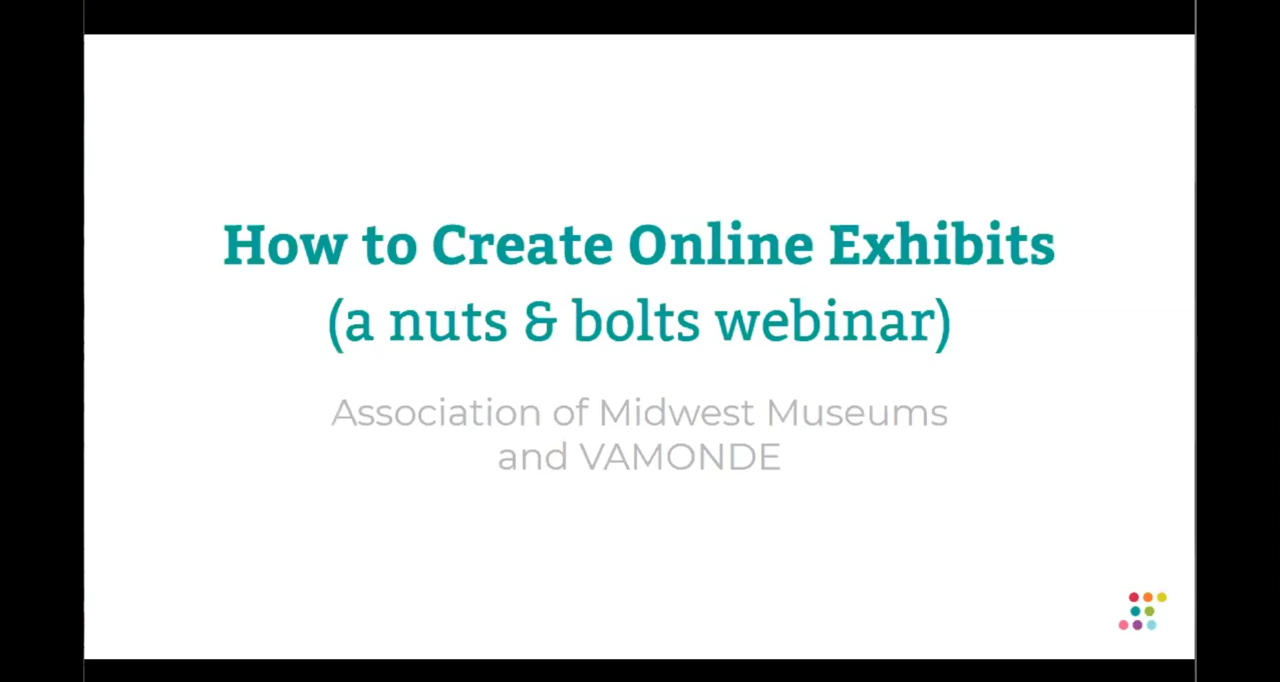 How to Create Online Exhibits
(a nuts & bolts webinar)
Association of Midwest Museums
and VAMONDE